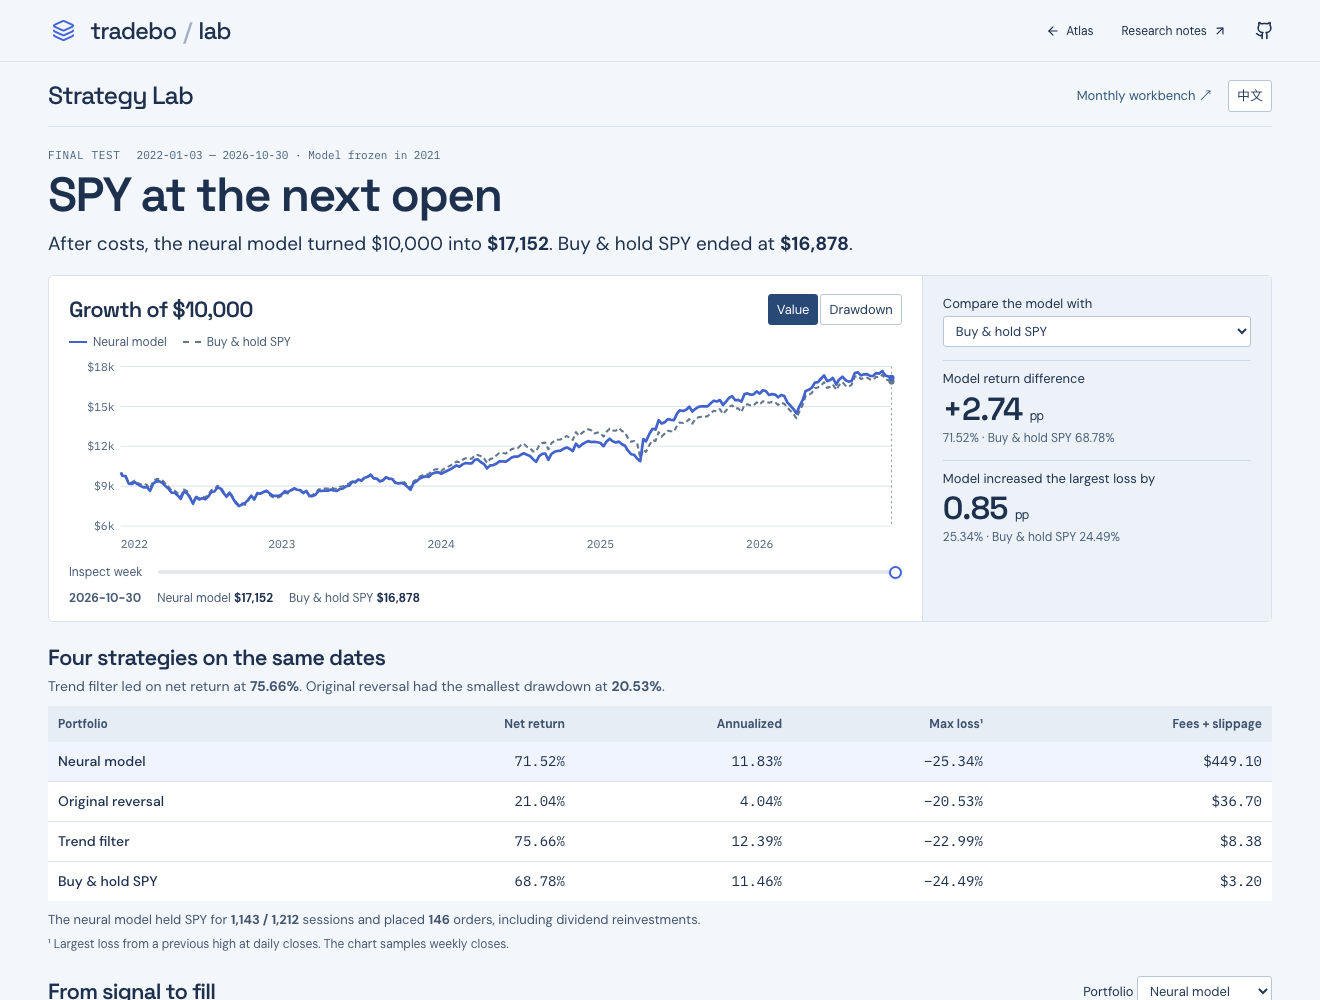 tradebo / lab
Atlas
Research notes
Strategy Lab
Monthly workbench ↗
中文
FINAL TEST 2022-01-03 — 2026-10-30 · Model frozen in 2021
SPY at the next open
After costs, the neural model turned $10,000 into $17,152. Buy & hold SPY ended at $16,878.
Growth of $10,000
Value
Drawdown
Neural model
Buy & hold SPY
$18k
$15k
$12k
$9k
$6k
2022 2023 2024 2025 2026
Inspect week
2026-10-30 Neural model $17,152 Buy & hold SPY $16,878
Compare the model with
Buy & hold SPY
Model return difference
+2.74 pp
71.52% · Buy & hold SPY 68.78%
Model increased the largest loss by
0.85 pp
25.34% · Buy & hold SPY 24.49%
Four strategies on the same dates
Trend filter led on net return at 75.66%. Original reversal had the smallest drawdown at 20.53%.
Portfolio Net return Annualized Max loss¹ Fees + slippage
Neural model 71.52% 11.83% −25.34% $449.10
Original reversal 21.04% 4.04% −20.53% $36.70
Trend filter 75.66% 12.39% −22.99% $8.38
Buy & hold SPY 68.78% 11.46% −24.49% $3.20
The neural model held SPY for 1,143 / 1,212 sessions and placed 146 orders, including dividend reinvestments.
¹ Largest loss from a previous high at daily closes. The chart samples weekly closes.
From signal to fill
Portfolio Neural model